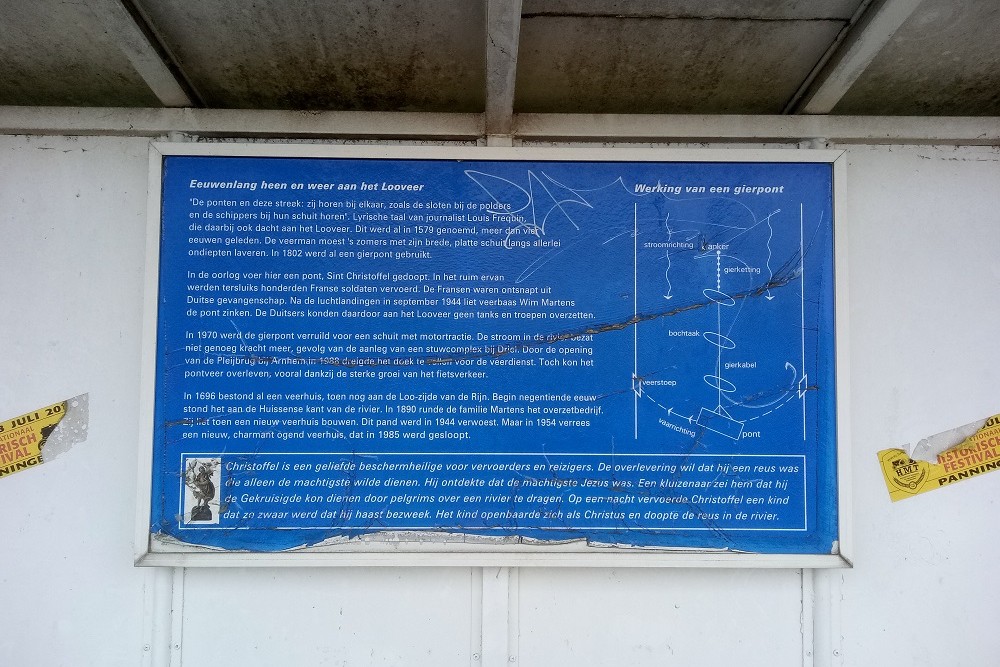 Eeuwenlang heen en weer aan het Looveer
"De ponten en deze streek: zij horen bij elkaar, zoals de sloten bij de polders
en de schippers bij hun schuit horen". Lyrische taal van journalist Louis Frequin,
die daarbij ook dacht aan het Looveer. Dit werd al in 1579 genoemd, meer dan vier
eeuwen geleden. De veerman moest 's zomers met zijn brede, platte schuit langs allerlei
ondiepten laveren. In 1802 werd al een gierpont gebruikt.
In de oorlog voer hier een pont, Sint Christoffel gedoopt. In het ruim ervan
werden tersluiks honderden Franse soldaten vervoerd. De Fransen waren ontsnapt uit
Duitse gevangenschap. Na de luchtlandingen in september 1944 liet veerbaas Wim Martens
de pont zinken. De Duitsers konden daardoor aan het Looveer geen tanks en troepen overzetten.
In 1970 werd de gierpont verruild voor een schuit met motortractie. De stroom in de rivier bezat
niet genoeg kracht meer, gevolg van de aanleg van een stuwcomplex bij Driel. Door de opening
van de Pleijbrug bij Arnhem in 1988 dreigde het doek te vallen voor de veerdienst. Toch kon het
pontveer overleven, vooral dankzij de sterke groei van het fietsverkeer.
In 1696 bestond al een veerhuis, toen nog aan de Loo-zijde van de Rijn. Begin negentiende eeuw
stond het aan de Huissense kant van de rivier. In 1890 runde de familie Martens het overzetbedrijf.
Zij liet toen een nieuw veerhuis bouwen. Dit pand werd in 1944 verwoest. Maar in 1954 verrees
een nieuw, charmant ogend veerhuis, dat in 1985 werd gesloopt.
Christoffel is een geliefde beschermheilige voor vervoerders en reizigers. De overlevering wil dat hij een reus was
die alleen de machtigste wilde dienen. Hij ontdekte dat de machtigste Jezus was. Een kluizenaar zei hem dat hij
de Gekruisigde kon dienen door pelgrims over een rivier te dragen. Op een nacht vervoerde Christoffel een kind
dat zo zwaar werd dat hij haast bezweek. Het kind openbaarde zich als Christus en doopte de reus in de rivier.
Werking van een gierpont
stroomrichting
anker
gierketting
bochtaak
gierkabel
veerstoep
vaarrichting
pont
JULI
FESTIVAL
H.M.T.
HISTORISCH
FESTIVAL
PANNING